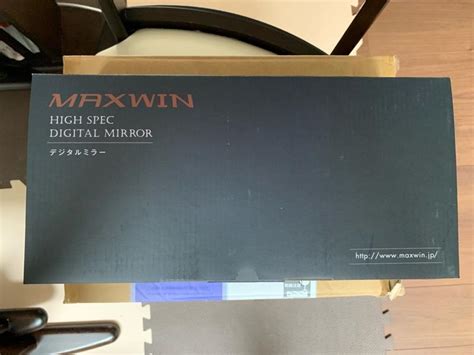 MAXWIN
HIGH SPEC
DIGITAL MIRROR
デジタルミラー
http://www.maxwin.jp/